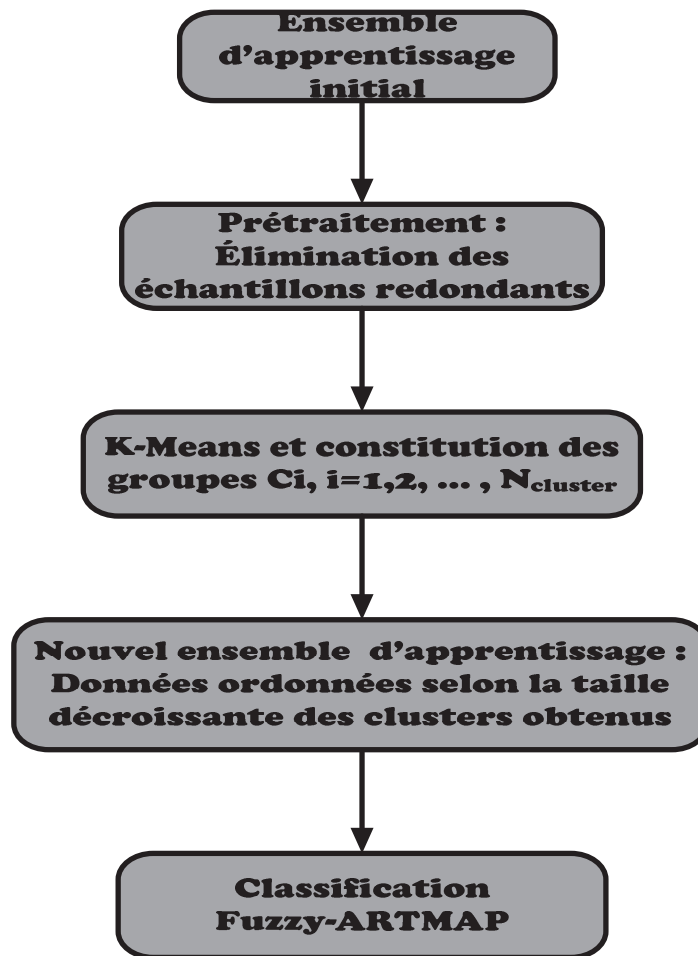 Ensemble
d’apprentissage
initial
Prétraitement :
Élimination des
échantillons redondants
K-Means et constitution des
groupes Ci, i=1,2, ... , Ncluster
Nouvel ensemble d’apprentissage :
Données ordonnées selon la taille
décroissante des clusters obtenus
Classification
Fuzzy-ARTMAP